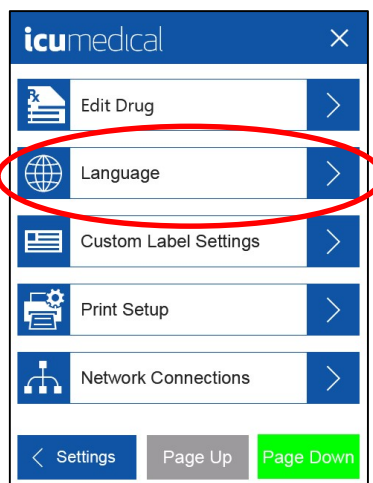 icumedical
Edit Drug
Language
Custom Label Settings
Print Setup
Network Connections
Settings Page Up Page Down